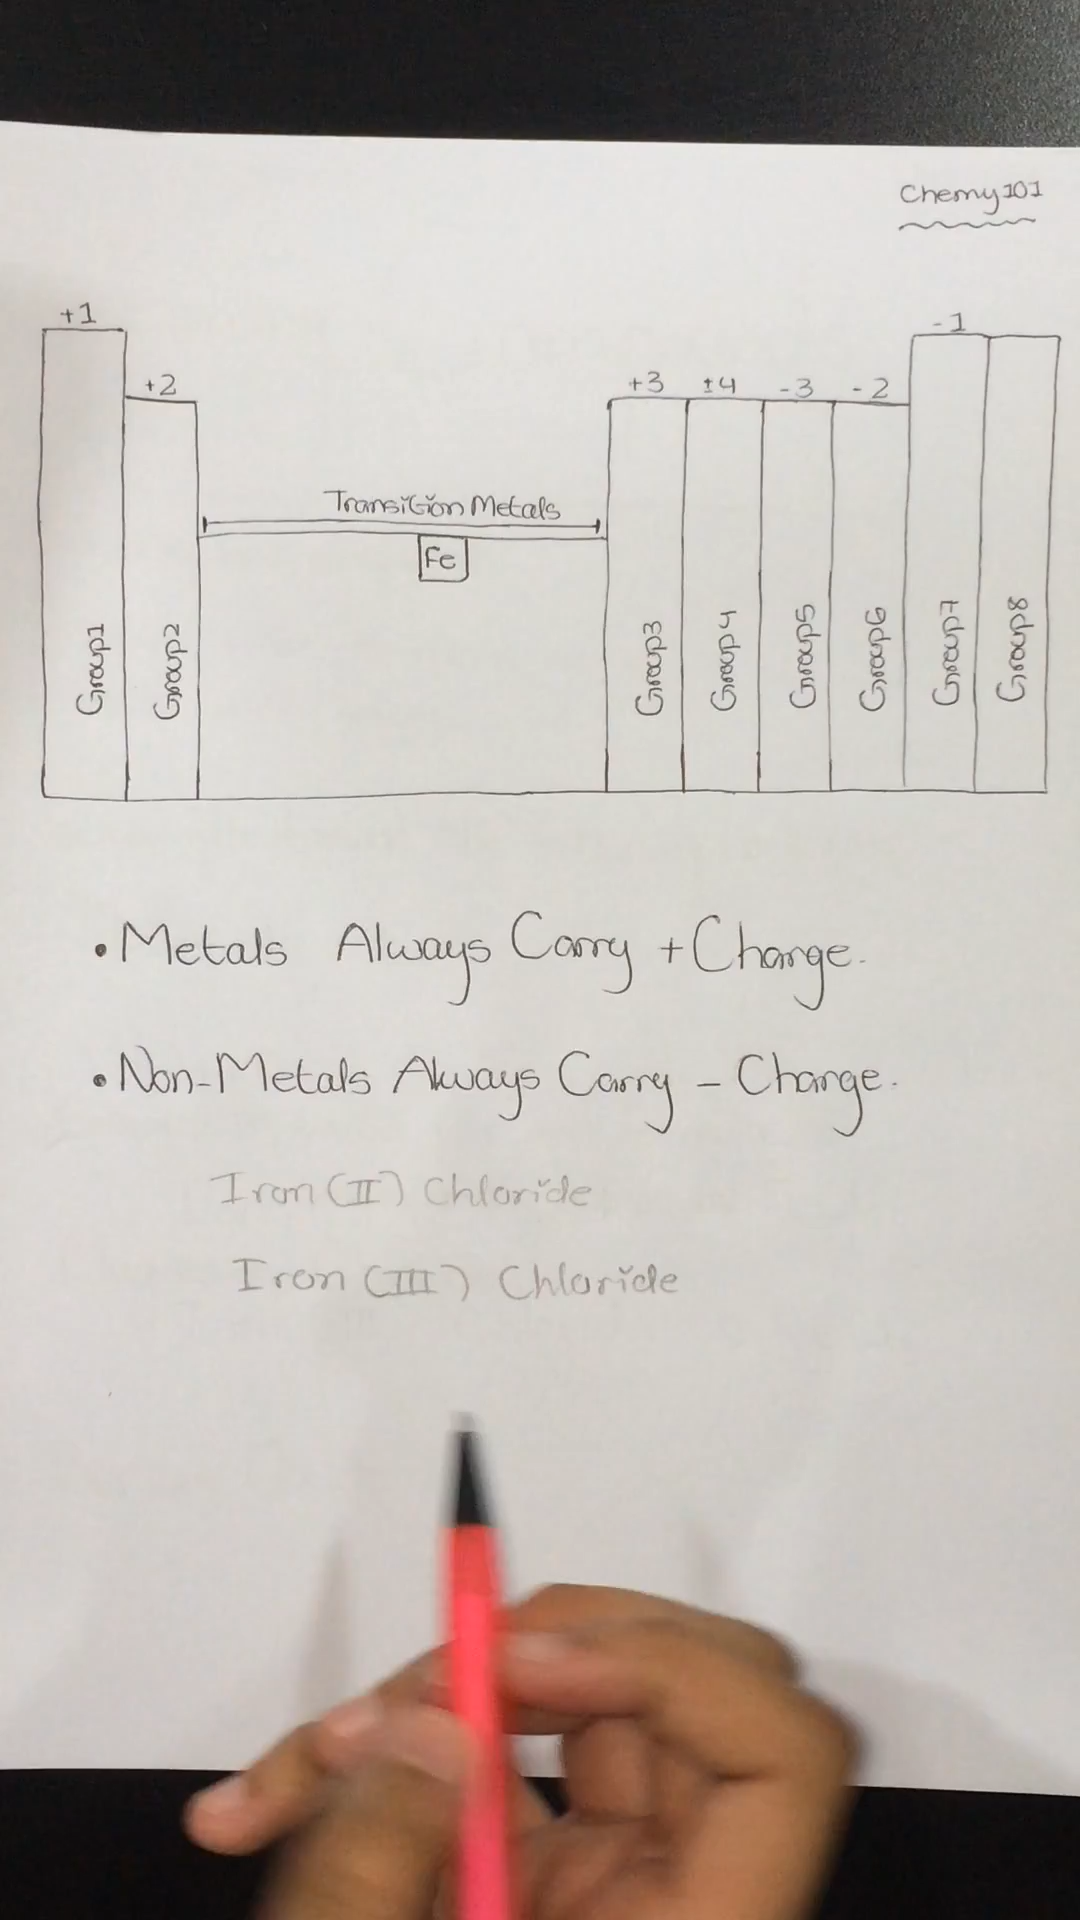 Chemy101
+1
-1
+2
+3
±4
-3
-2
Transition Metals
Fe
Group1
Group2
Group3
Group4
Group5
Group6
Group7
Group8
• Metals Always Carry + Charge.
• Non-Metals Always Carry - Charge.
Iron (II) Chloride
Iron (III) Chloride